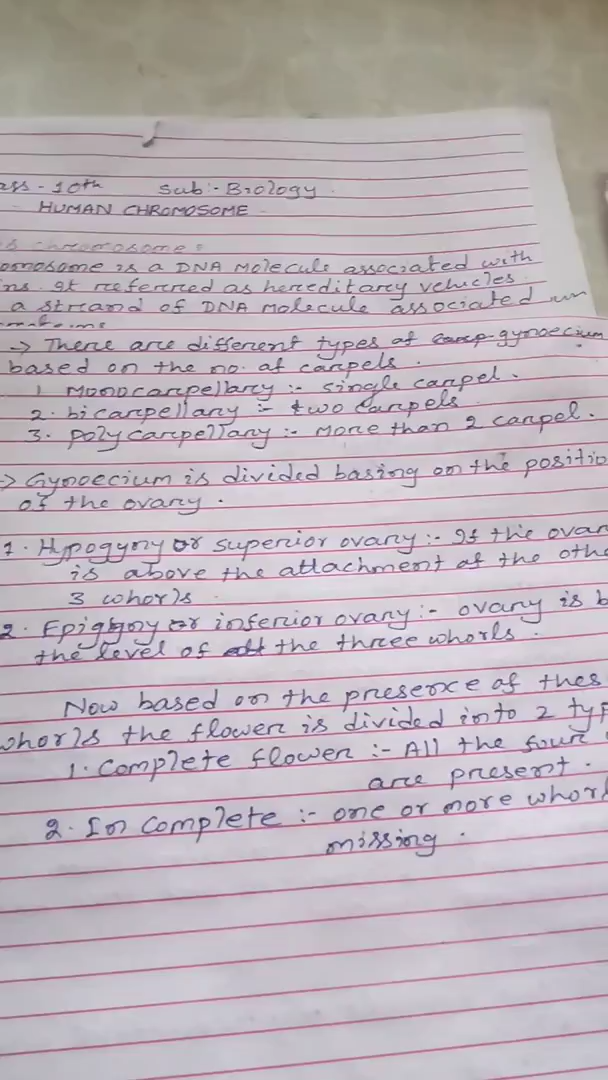 ass - 10th Sub:- Biology
HUMAN CHROMOSOME
s chromosome:
omosome is a DNA Molecule associated with
ns. It referred as hereditary vehicles
a strand of DNA Molecule associated
→ There are different types of gynoecium
based on the no. of carpels.
1. Monocarpellary :- single carpel.
2. bicarpellary :- two carpels
3. polycarpellary :- More than 2 carpel.
→ Gynoecium is divided basing on the positio
of the ovary.
1. Hypogyny or superior ovary :- If the ovar
is above the attachment of the othe
3 whorls.
2. Epigyny or inferior ovary :- ovary is b
the level of the three whorls.
Now based on the presence of thes
whorls the flower is divided into 2 typ
1. Complete flower :- All the four
are present.
2. In complete :- one or more whorl
missing.